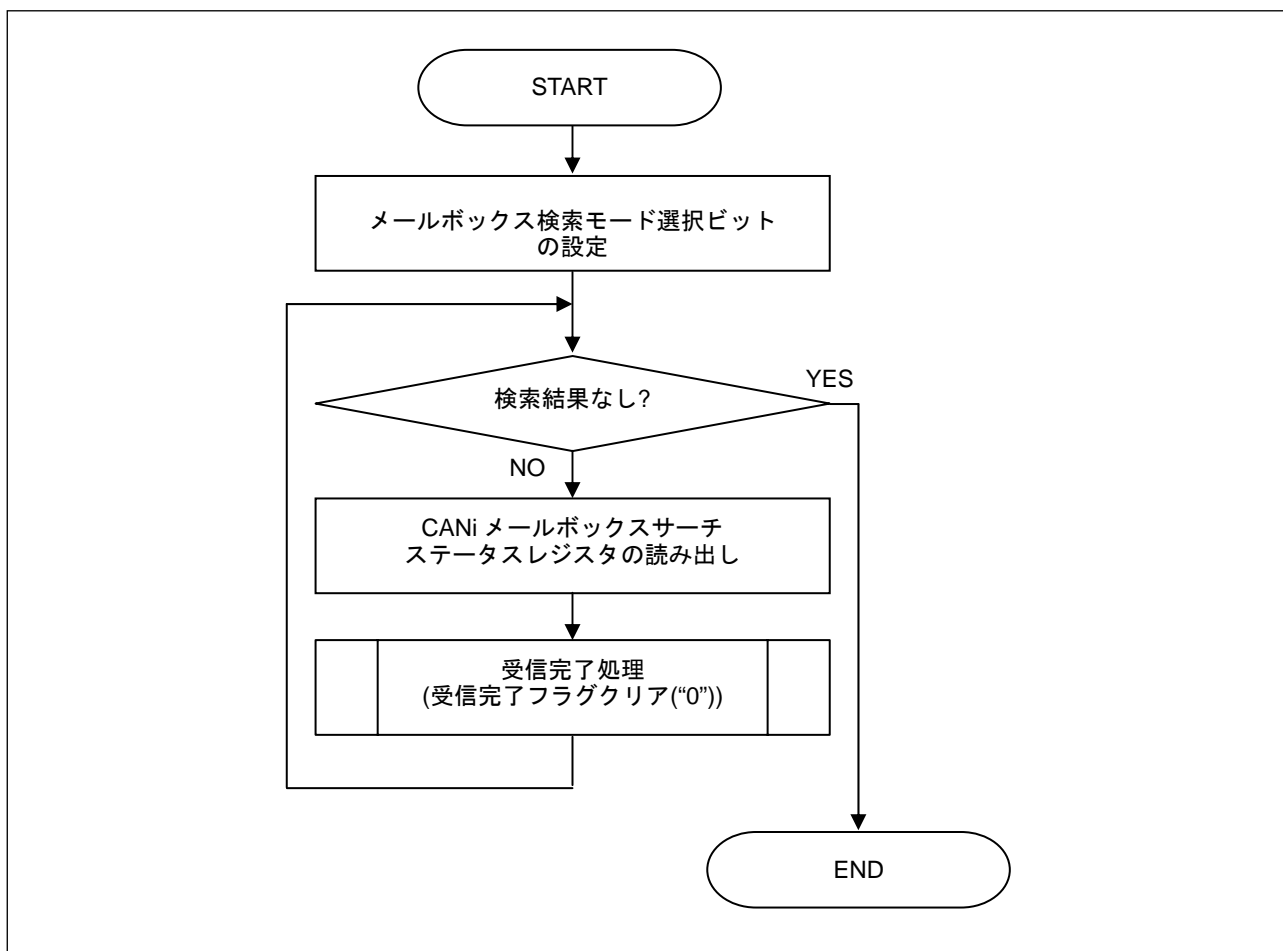 START
メールボックス検索モード選択ビット
の設定
検索結果なし?
YES
NO
CANi メールボックスサーチ
ステータスレジスタの読み出し
受信完了処理
(受信完了フラグクリア(“0”))
END